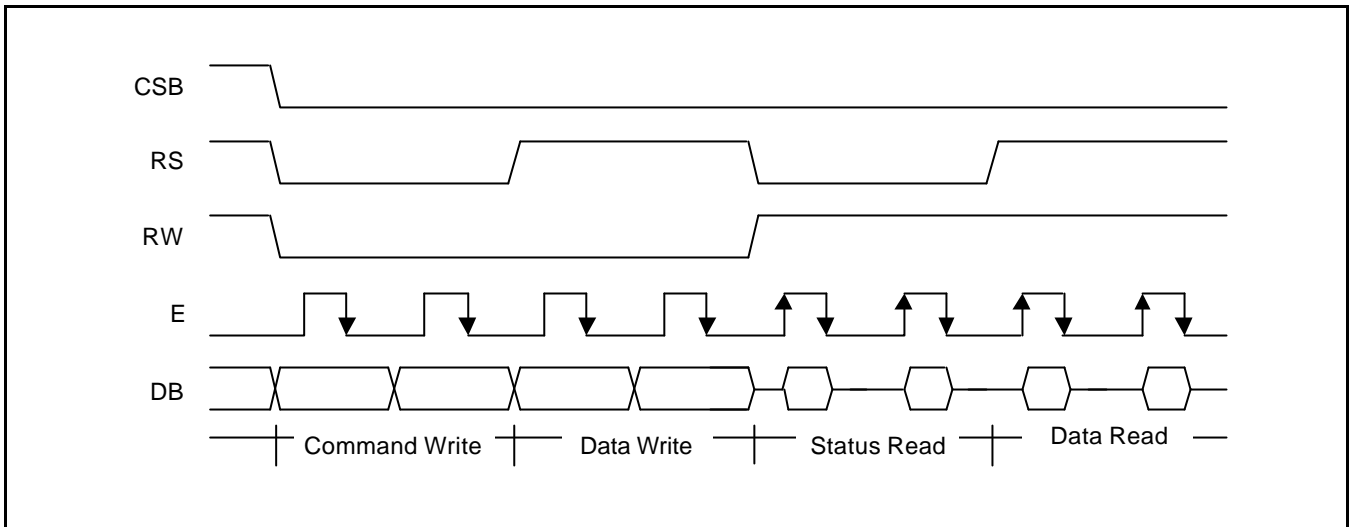 CSB
RS
RW
E
DB
Command Write Data Write Status Read Data Read